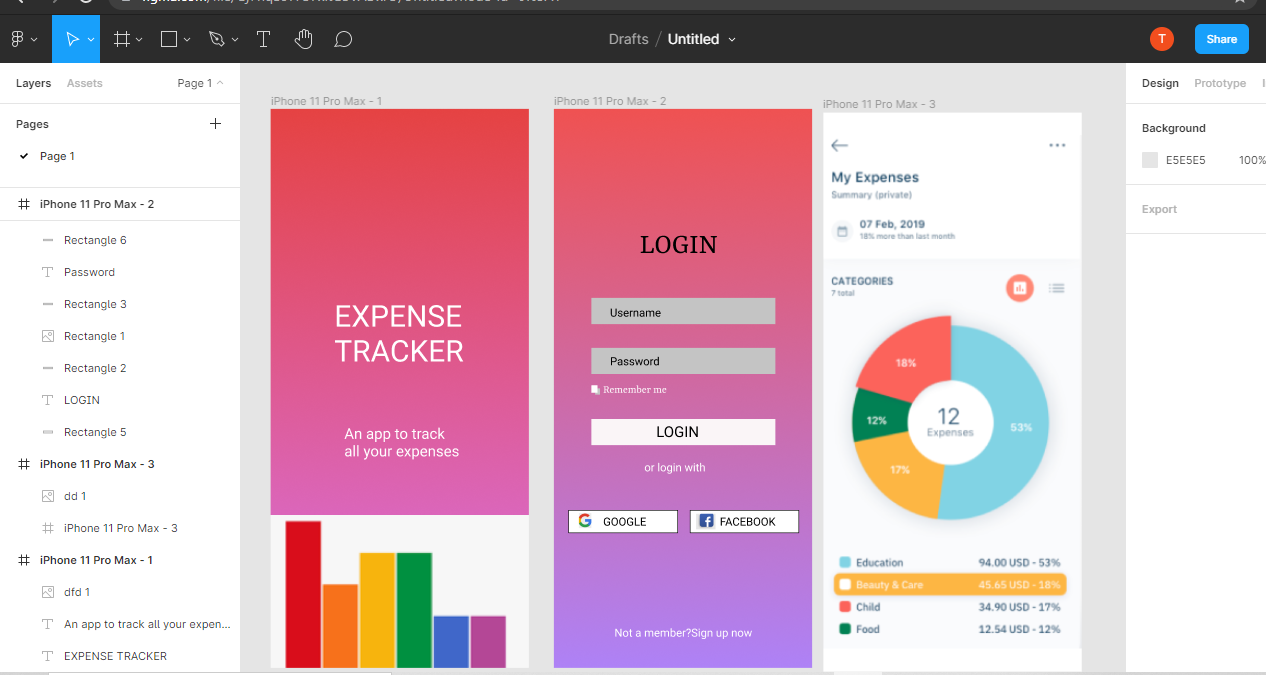 Drafts / Untitled
T
Share
Layers
Assets
Page 1
Pages
Page 1
iPhone 11 Pro Max - 2
Rectangle 6
Password
Rectangle 3
Rectangle 1
Rectangle 2
LOGIN
Rectangle 5
iPhone 11 Pro Max - 3
dd 1
iPhone 11 Pro Max - 3
iPhone 11 Pro Max - 1
dfd 1
An app to track all your expen...
EXPENSE TRACKER
iPhone 11 Pro Max - 1
EXPENSE
TRACKER
An app to track
all your expenses
iPhone 11 Pro Max - 2
LOGIN
Username
Password
Remember me
LOGIN
or login with
GOOGLE
FACEBOOK
Not a member?Sign up now
iPhone 11 Pro Max - 3
My Expenses
Summary (private)
07 Feb, 2019
18% more than last month
CATEGORIES
7 total
18%
12%
17%
53%
12
Expenses
Education 94.00 USD - 53%
Beauty & Care 45.65 USD - 18%
Child 34.90 USD - 17%
Food 12.54 USD - 12%
Design
Prototype
Background
E5E5E5 100%
Export